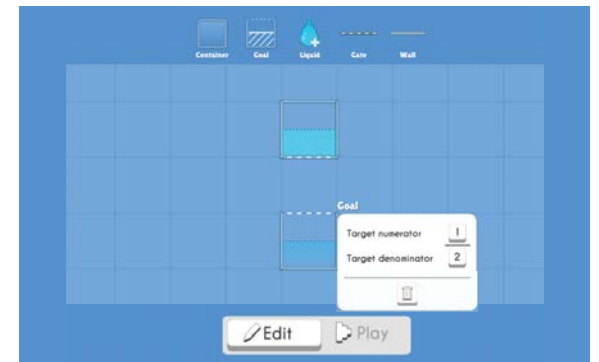 Container Goal Liquid Gate Wall
Goal
Target numerator 1
Target denominator 2
Edit Play